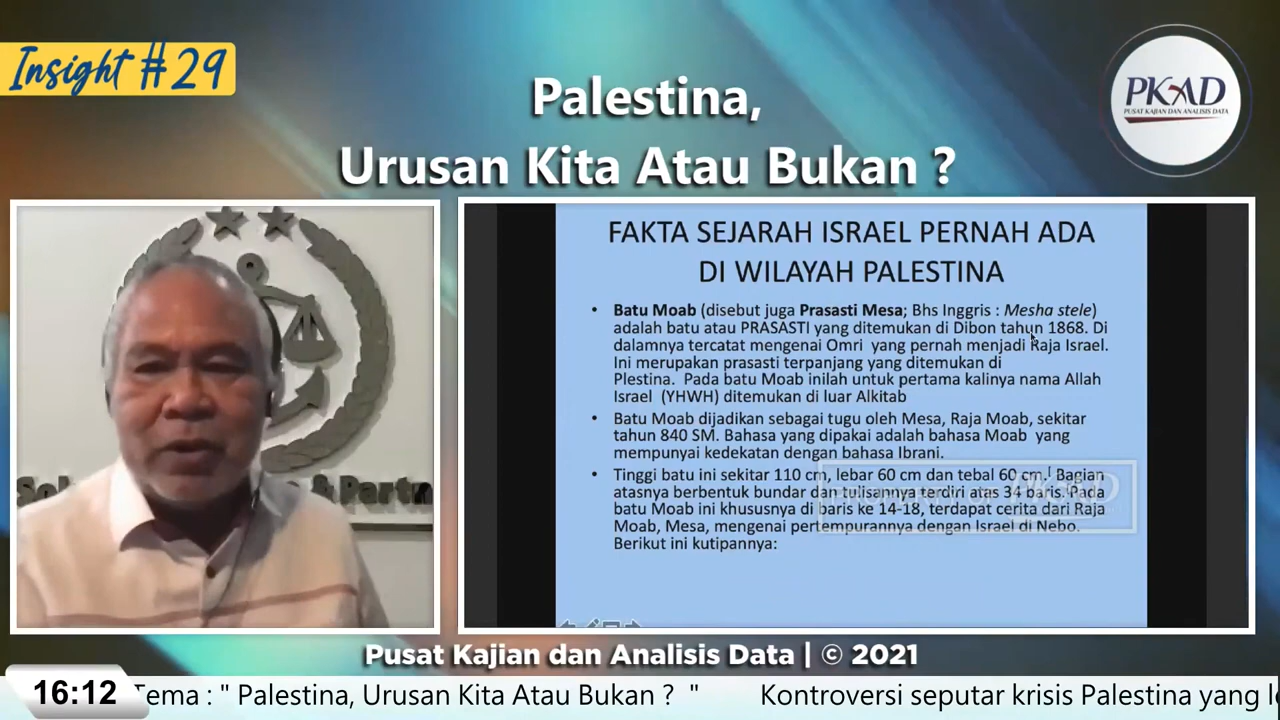 Insight #29
Palestina,
Urusan Kita Atau Bukan ?
PKAD
PUSAT KAJIAN DAN ANALISIS DATA
FAKTA SEJARAH ISRAEL PERNAH ADA
DI WILAYAH PALESTINA
• Batu Moab (disebut juga Prasasti Mesa; Bhs Inggris : Mesha stele)
adalah batu atau PRASASTI yang ditemukan di Dibon tahun 1868. Di
dalamnya tercatat mengenai Omri yang pernah menjadi Raja Israel.
Ini merupakan prasasti terpanjang yang ditemukan di
Plestina. Pada batu Moab inilah untuk pertama kalinya nama Allah
Israel (YHWH) ditemukan di luar Alkitab
• Batu Moab dijadikan sebagai tugu oleh Mesa, Raja Moab, sekitar
tahun 840 SM. Bahasa yang dipakai adalah bahasa Moab yang
mempunyai kedekatan dengan bahasa Ibrani.
• Tinggi batu ini sekitar 110 cm, lebar 60 cm dan tebal 60 cm. Bagian
atasnya berbentuk bundar dan tulisannya terdiri atas 34 baris. Pada
batu Moab ini khususnya di baris ke 14-18, terdapat cerita dari Raja
Moab, Mesa, mengenai pertempurannya dengan Israel di Nebo.
Berikut ini kutipannya:
& Partn
Pusat Kajian dan Analisis Data | © 2021
16:12 Tema : " Palestina, Urusan Kita Atau Bukan ? " Kontroversi seputar krisis Palestina yang